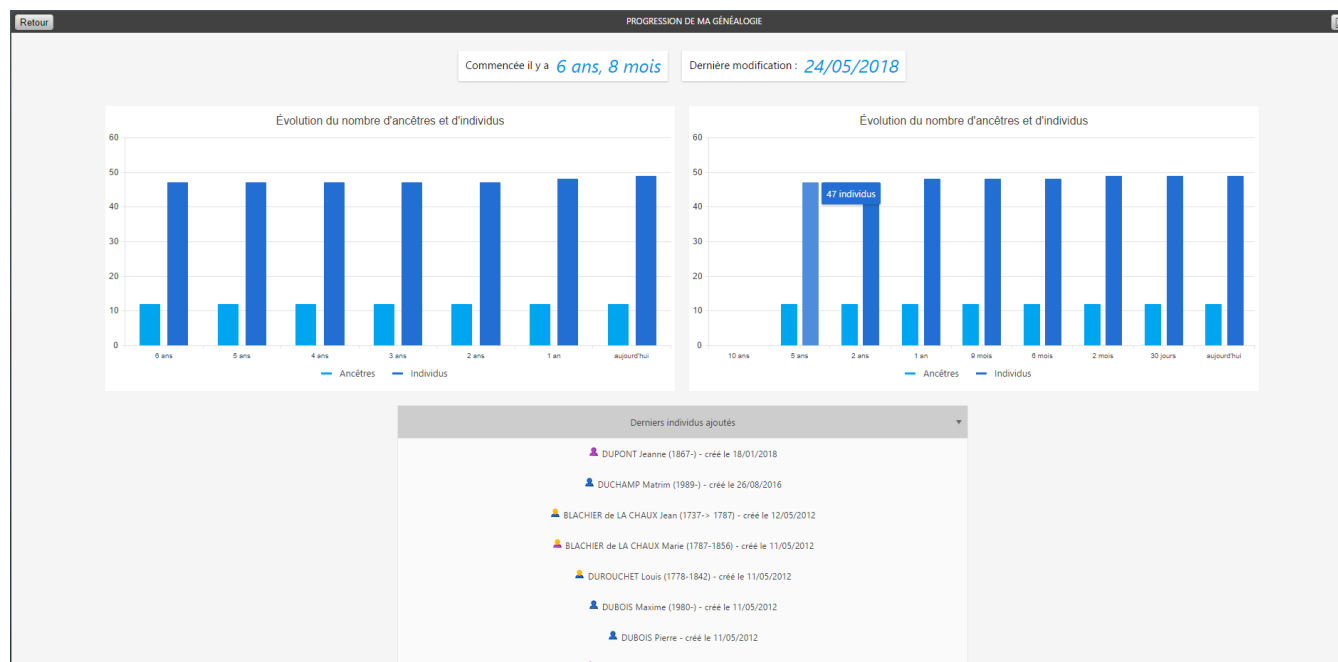 Retour
PROGRESSION DE MA GÉNÉALOGIE
Commencée il y a 6 ans, 8 mois
Dernière modification : 24/05/2018
Évolution du nombre d'ancêtres et d'individus
60
50
40
30
20
10
0
6 ans 5 ans 4 ans 3 ans 2 ans 1 an aujourd'hui
Ancêtres Individus
Évolution du nombre d'ancêtres et d'individus
60
50
47 individus
40
30
20
10
0
10 ans 5 ans 2 ans 1 an 9 mois 6 mois 2 mois 30 jours aujourd'hui
Ancêtres Individus
Derniers individus ajoutés
DUPONT Jeanne (1867-) - créé le 18/01/2018
DUCHAMP Matrim (1989-) - créé le 26/08/2016
BLACHIER de LA CHAUX Jean (1737-> 1787) - créé le 12/05/2012
BLACHIER de LA CHAUX Marie (1787-1856) - créé le 11/05/2012
DUROUCHET Louis (1778-1842) - créé le 11/05/2012
DUBOIS Maxime (1980-) - créé le 11/05/2012
DUBOIS Pierre - créé le 11/05/2012